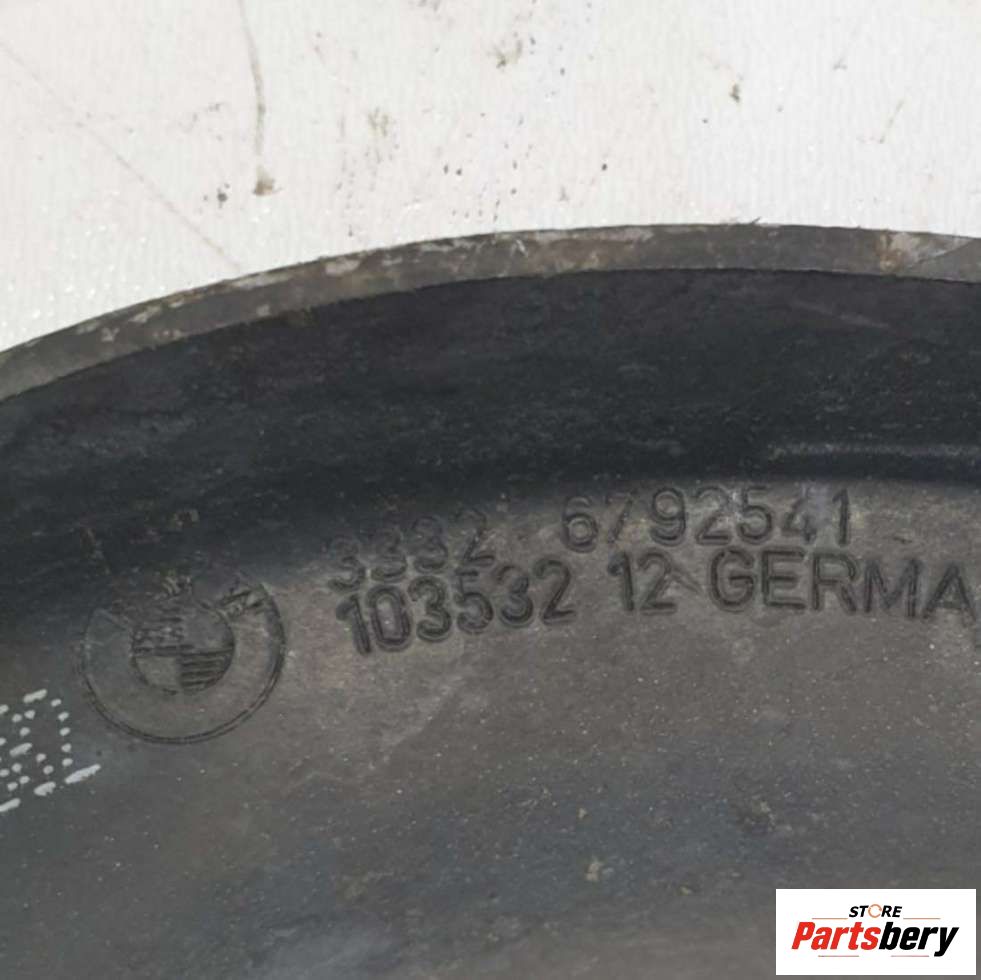 3332 6792541
103532 12 GERMA
STORE
Partsbery